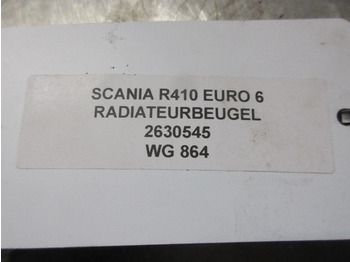 SCANIA R410 EURO 6
RADIATEURBEUGEL
2630545
WG 864